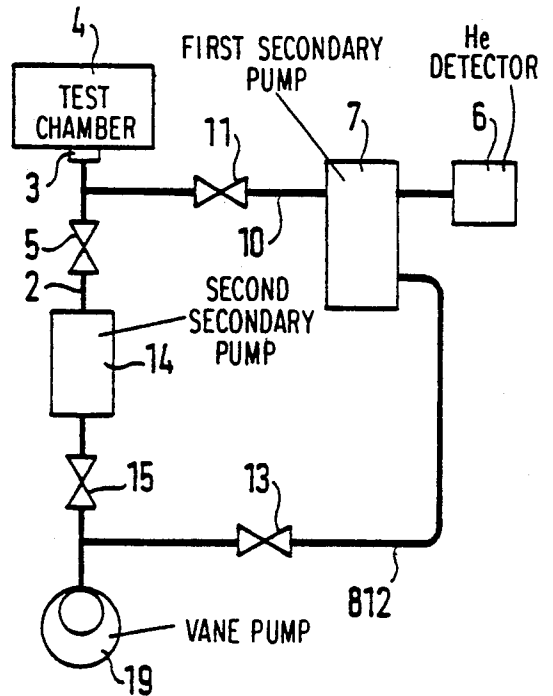 4
TEST
CHAMBER
3
FIRST SECONDARY
PUMP
He
DETECTOR
11
7
6
10
5
2
SECOND
SECONDARY
PUMP
14
15
13
812
VANE PUMP
19